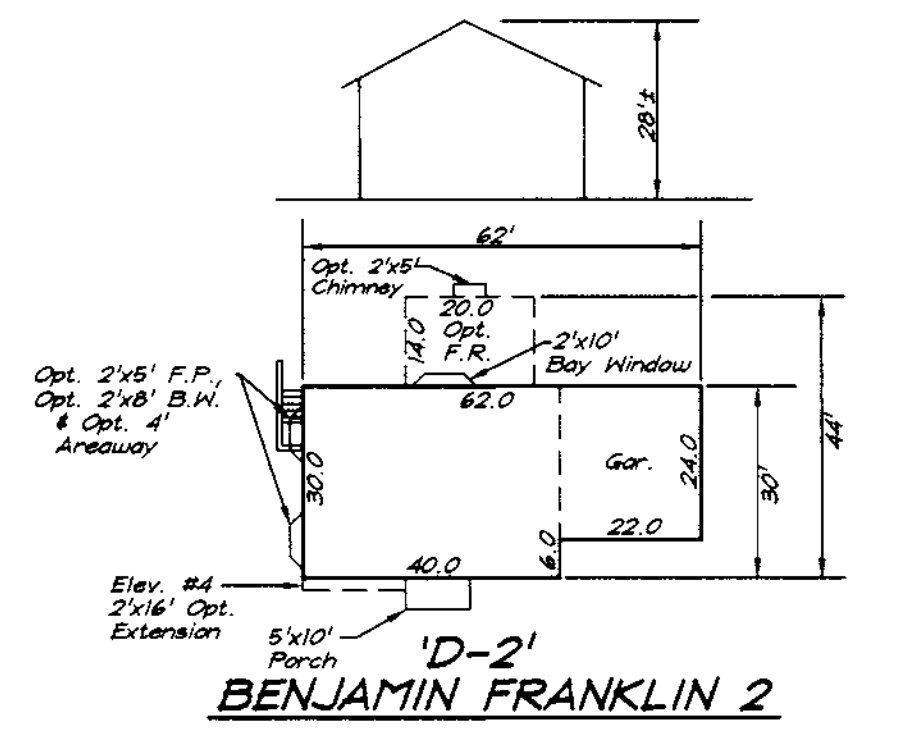 28'±
62'
Opt. 2'x5'
Chimney
20.0
Opt.
F.R.
14.0
2'x10'
Bay Window
Opt. 2'x5' F.P.,
Opt. 2'x8' B.W.
& Opt. 4'
Areaway
62.0
30.0
Gar.
24.0
30'
44'
22.0
6.0
40.0
Elev. #4
2'x16' Opt.
Extension
5'x10'
Porch
'D-2'
BENJAMIN FRANKLIN 2